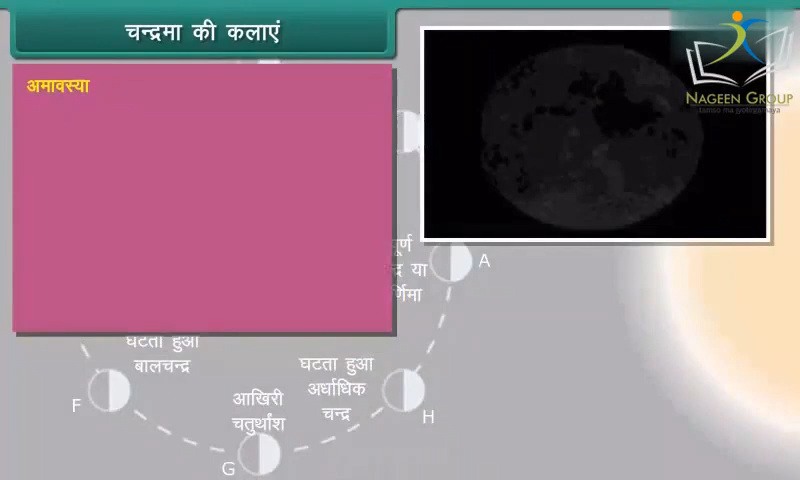 चन्द्रमा की कलाएं
अमावस्या
NAGEEN GROUP
A
घटता हुआ
बालचन्द्र
घटता हुआ
अर्धाधिक
चन्द्र
आखिरी
चतुर्थांश
F
H
G